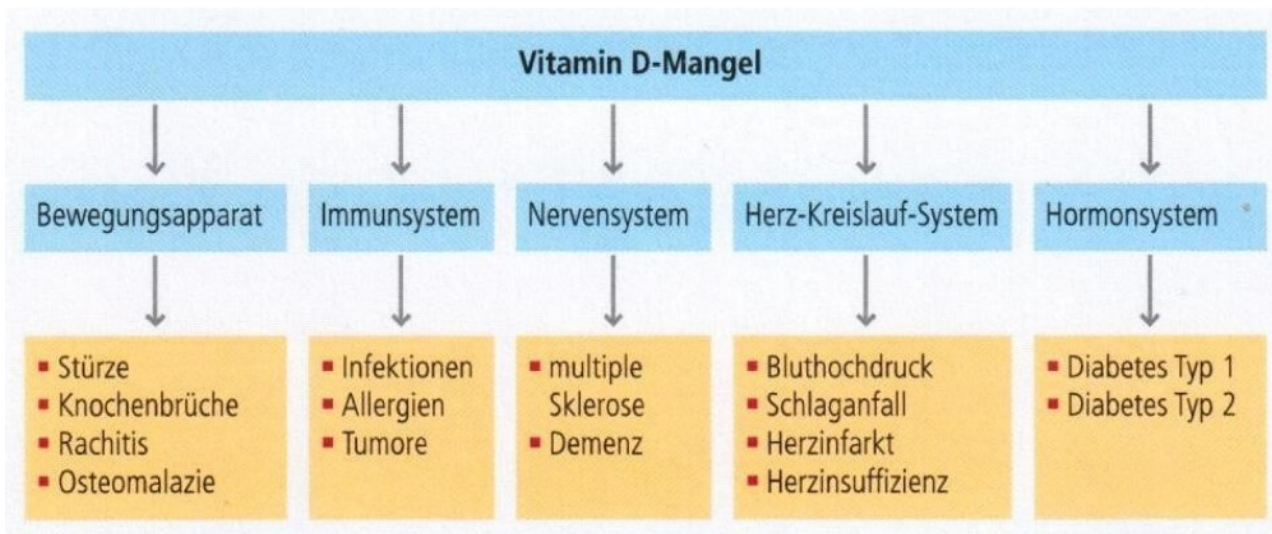 Vitamin D-Mangel
Bewegungsapparat
Immunsystem
Nervensystem
Herz-Kreislauf-System
Hormonsystem
▪ Stürze
▪ Knochenbrüche
▪ Rachitis
▪ Osteomalazie
▪ Infektionen
▪ Allergien
▪ Tumore
▪ multiple
Sklerose
▪ Demenz
▪ Bluthochdruck
▪ Schlaganfall
▪ Herzinfarkt
▪ Herzinsuffizienz
▪ Diabetes Typ 1
▪ Diabetes Typ 2